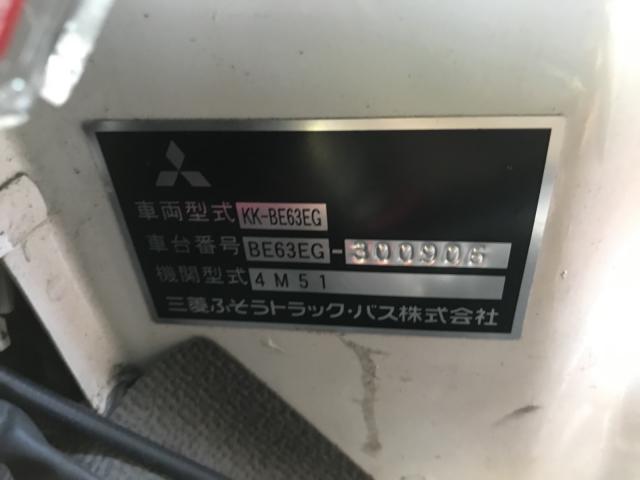 車両型式 KK-BE63EG
車台番号 BE63EG-300906
機関型式 4M51
三菱ふそうトラック・バス株式会社